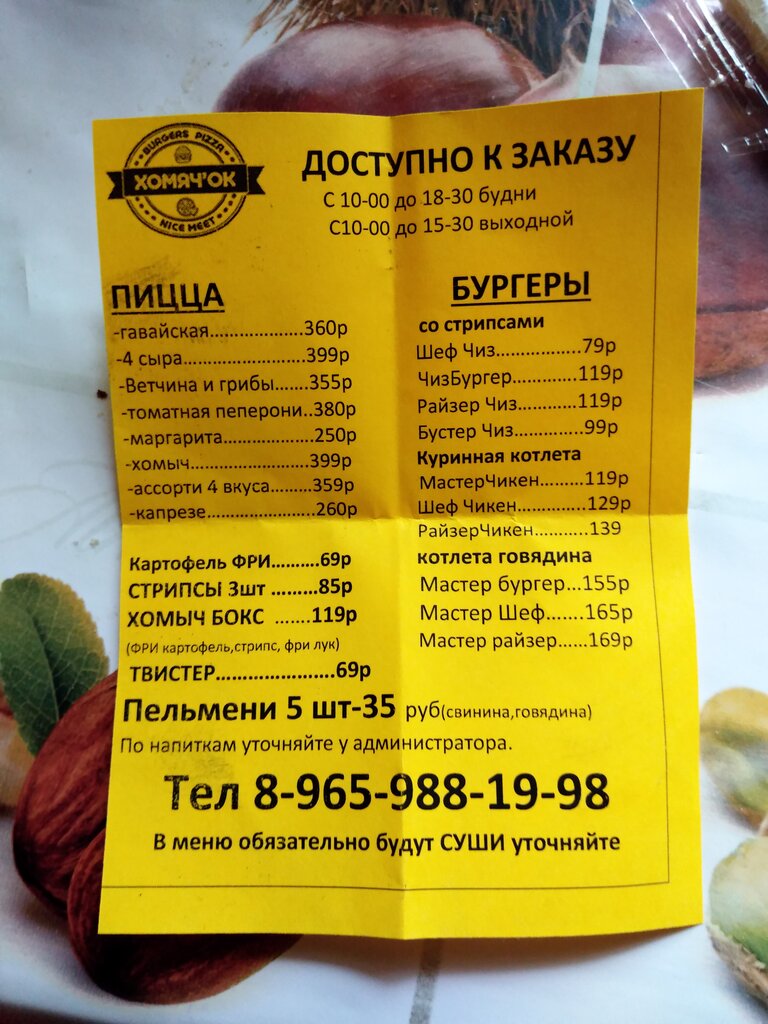 BURGERS PIZZA
ХОМЯЧ'ОК
NICE MEET
ДОСТУПНО К ЗАКАЗУ
С 10-00 до 18-30 будни
С10-00 до 15-30 выходной
ПИЦЦА
-гавайская...................360р
-4 сыра.........................399р
-Ветчина и грибы.......355р
-томатная пеперони..380р
-маргарита...................250р
-хомыч.........................399р
-ассорти 4 вкуса.........359р
-капрезе.......................260р
Картофель ФРИ..........69р
СТРИПСЫ 3шт .........85р
ХОМЫЧ БОКС .......119р
(ФРИ картофель,стрипс, фри лук)
ТВИСТЕР.......................69р
БУРГЕРЫ
со стрипсами
Шеф Чиз.................79р
ЧизБургер.............119р
Райзер Чиз............119р
Бустер Чиз..............99р
Куринная котлета
МастерЧикен.........119р
Шеф Чикен..............129р
РайзерЧикен...........139
котлета говядина
Мастер бургер...155р
Мастер Шеф.......165р
Мастер райзер......169р
Пельмени 5 шт-35 руб(свинина,говядина)
По напиткам уточняйте у администратора.
Тел 8-965-988-19-98
В меню обязательно будут СУШИ уточняйте